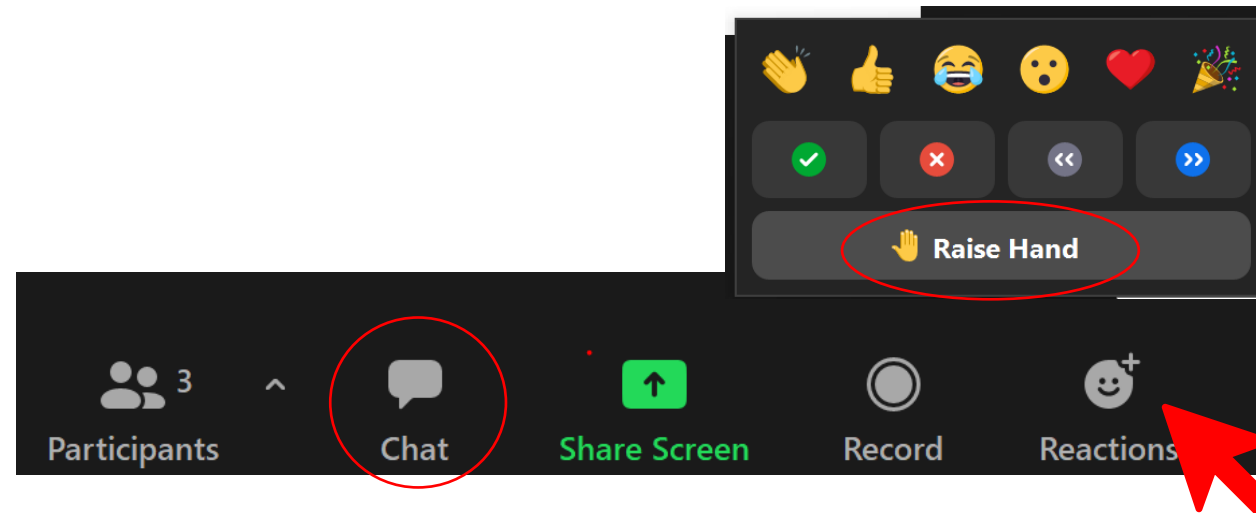 Raise Hand
3
Participants
Chat
Share Screen
Record
Reactions